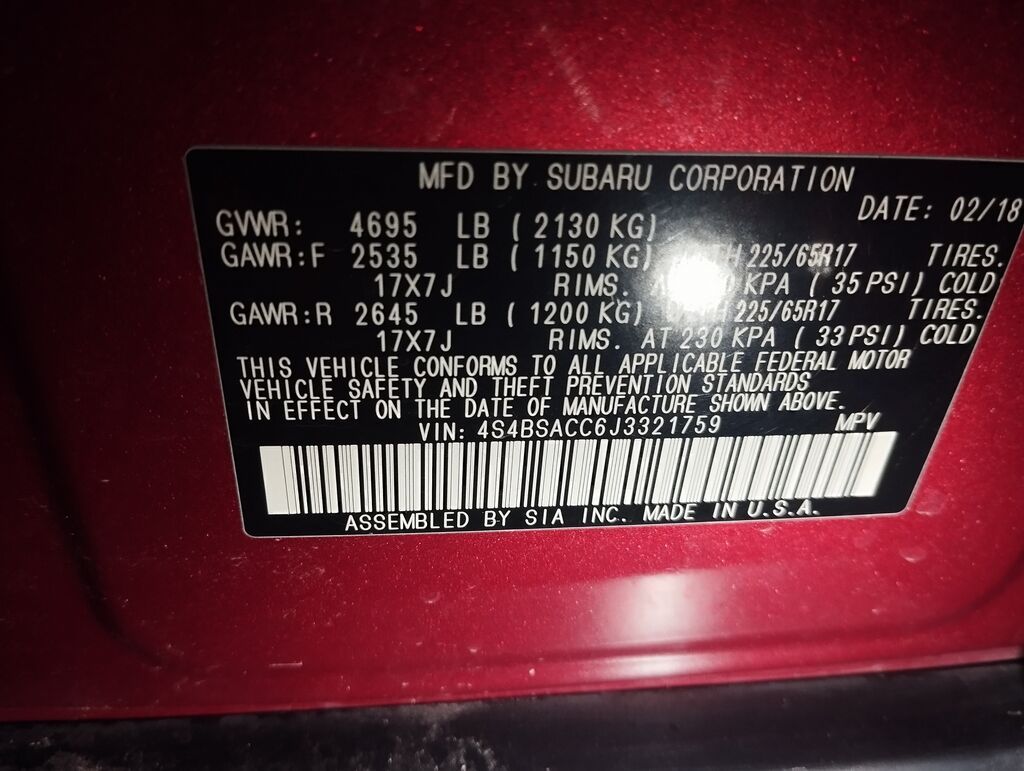 MFD BY SUBARU CORPORATION
DATE: 02/18
GVWR: 4695 LB ( 2130 KG)
GAWR:F 2535 LB ( 1150 KG) 225/65R17 TIRES.
17X7J RIMS. KPA ( 35 PSI) COLD
GAWR:R 2645 LB ( 1200 KG) 225/65R17 TIRES.
17X7J RIMS. AT 230 KPA ( 33 PSI) COLD
THIS VEHICLE CONFORMS TO ALL APPLICABLE FEDERAL MOTOR
VEHICLE SAFETY AND THEFT PREVENTION STANDARDS
IN EFFECT ON THE DATE OF MANUFACTURE SHOWN ABOVE.
VIN: 4S4BSACC6J3321759 MPV
ASSEMBLED BY SIA INC. MADE IN U.S.A.